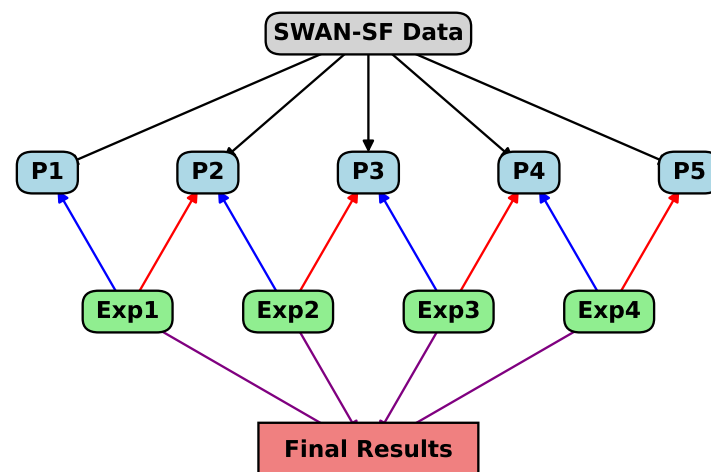 SWAN-SF Data
P1
P2
P3
P4
P5
Exp1
Exp2
Exp3
Exp4
Final Results